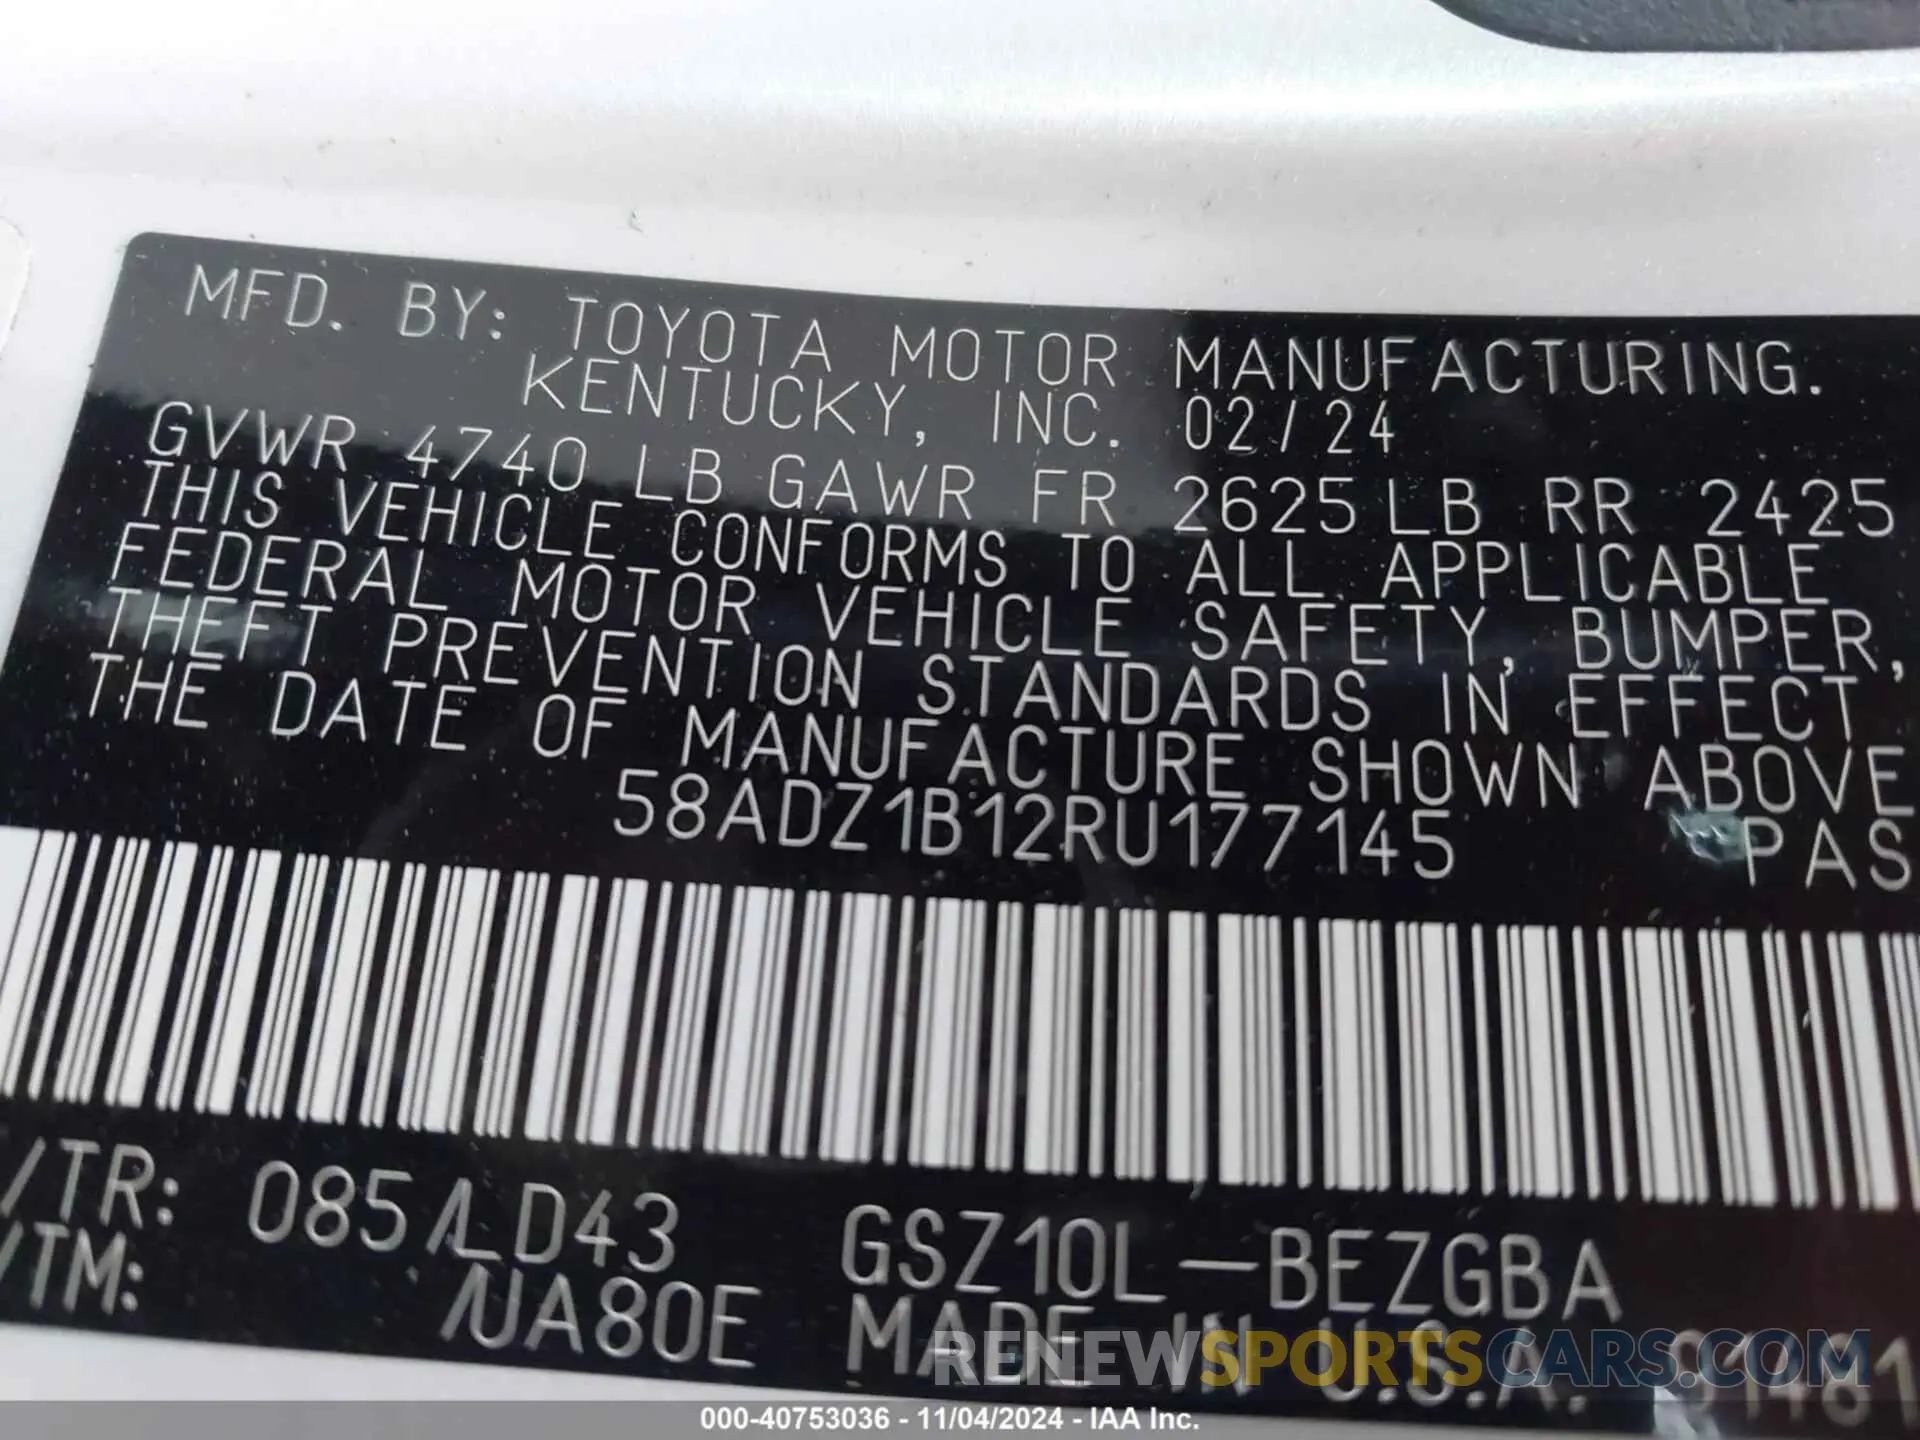 MFD. BY: TOYOTA MOTOR MANUFACTURING.
KENTUCKY, INC. 02/24
GVWR 4740 LB GAWR FR 2625 LB RR 2425
THIS VEHICLE CONFORMS TO ALL APPLICABLE
FEDERAL MOTOR VEHICLE SAFETY, BUMPER,
THEFT PREVENTION STANDARDS IN EFFECT
THE DATE OF MANUFACTURE SHOWN ABOVE
58ADZ1B12RU177145 PAS
/TR: 085/LD43 GSZ10L-BEZGBA
/TM: /UA80E MADE IN U.S.A.
RENEWSPORTSCARS.COM
000-40753036 - 11/04/2024 - IAA Inc.